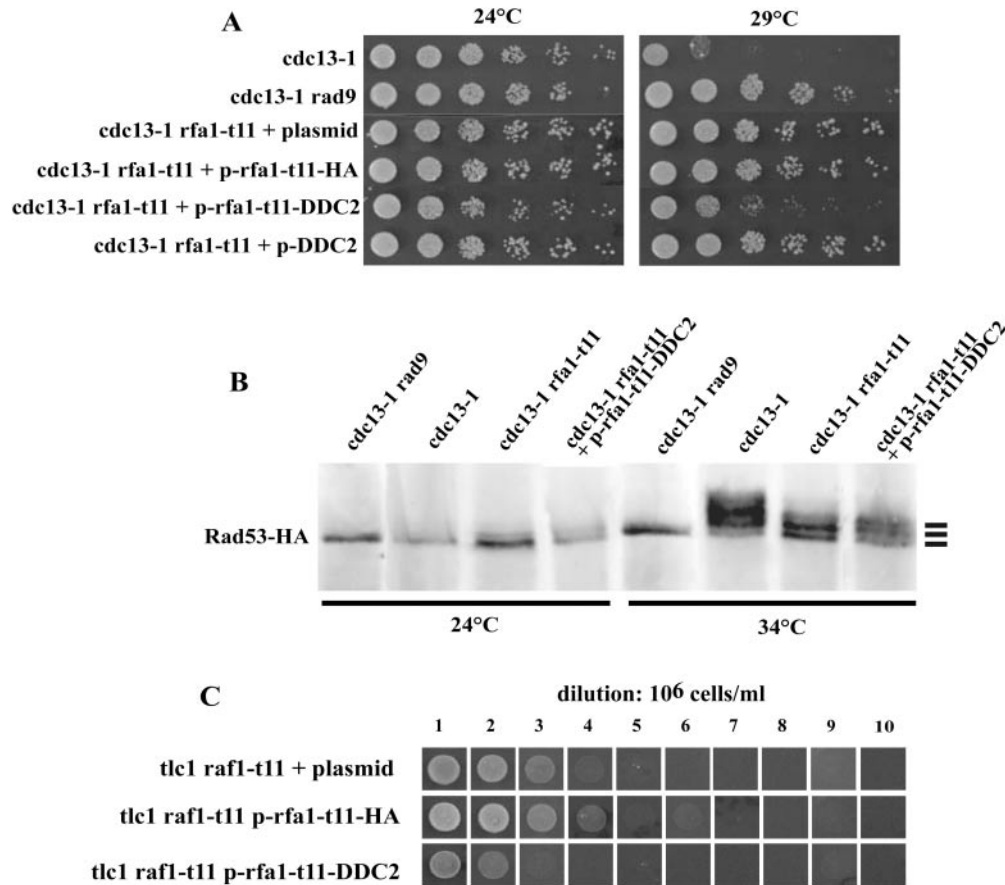 A
24°C
29°C
cdc13-1
cdc13-1 rad9
cdc13-1 rfa1-t11 + plasmid
cdc13-1 rfa1-t11 + p-rfa1-t11-HA
cdc13-1 rfa1-t11 + p-rfa1-t11-DDC2
cdc13-1 rfa1-t11 + p-DDC2
B
cdc13-1 rad9
cdc13-1
cdc13-1 rfa1-t11
cdc13-1 rfa1-t11
+ p-rfa1-t11-DDC2
cdc13-1 rad9
cdc13-1
cdc13-1 rfa1-t11
cdc13-1 rfa1-t11
+ p-rfa1-t11-DDC2
Rad53-HA
24°C
34°C
C
dilution: 10⁶ cells/ml
1 2 3 4 5 6 7 8 9 10
tlc1 raf1-t11 + plasmid
tlc1 raf1-t11 p-rfa1-t11-HA
tlc1 raf1-t11 p-rfa1-t11-DDC2